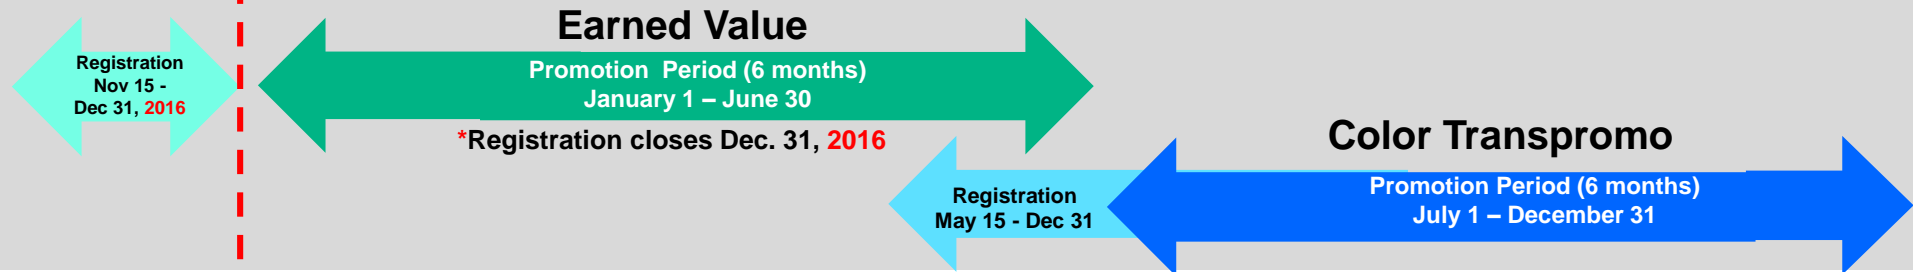 Earned Value
Registration
Nov 15 -
Dec 31, 2016
Promotion Period (6 months)
January 1 – June 30
*Registration closes Dec. 31, 2016
Color Transpromo
Registration
May 15 - Dec 31
Promotion Period (6 months)
July 1 – December 31